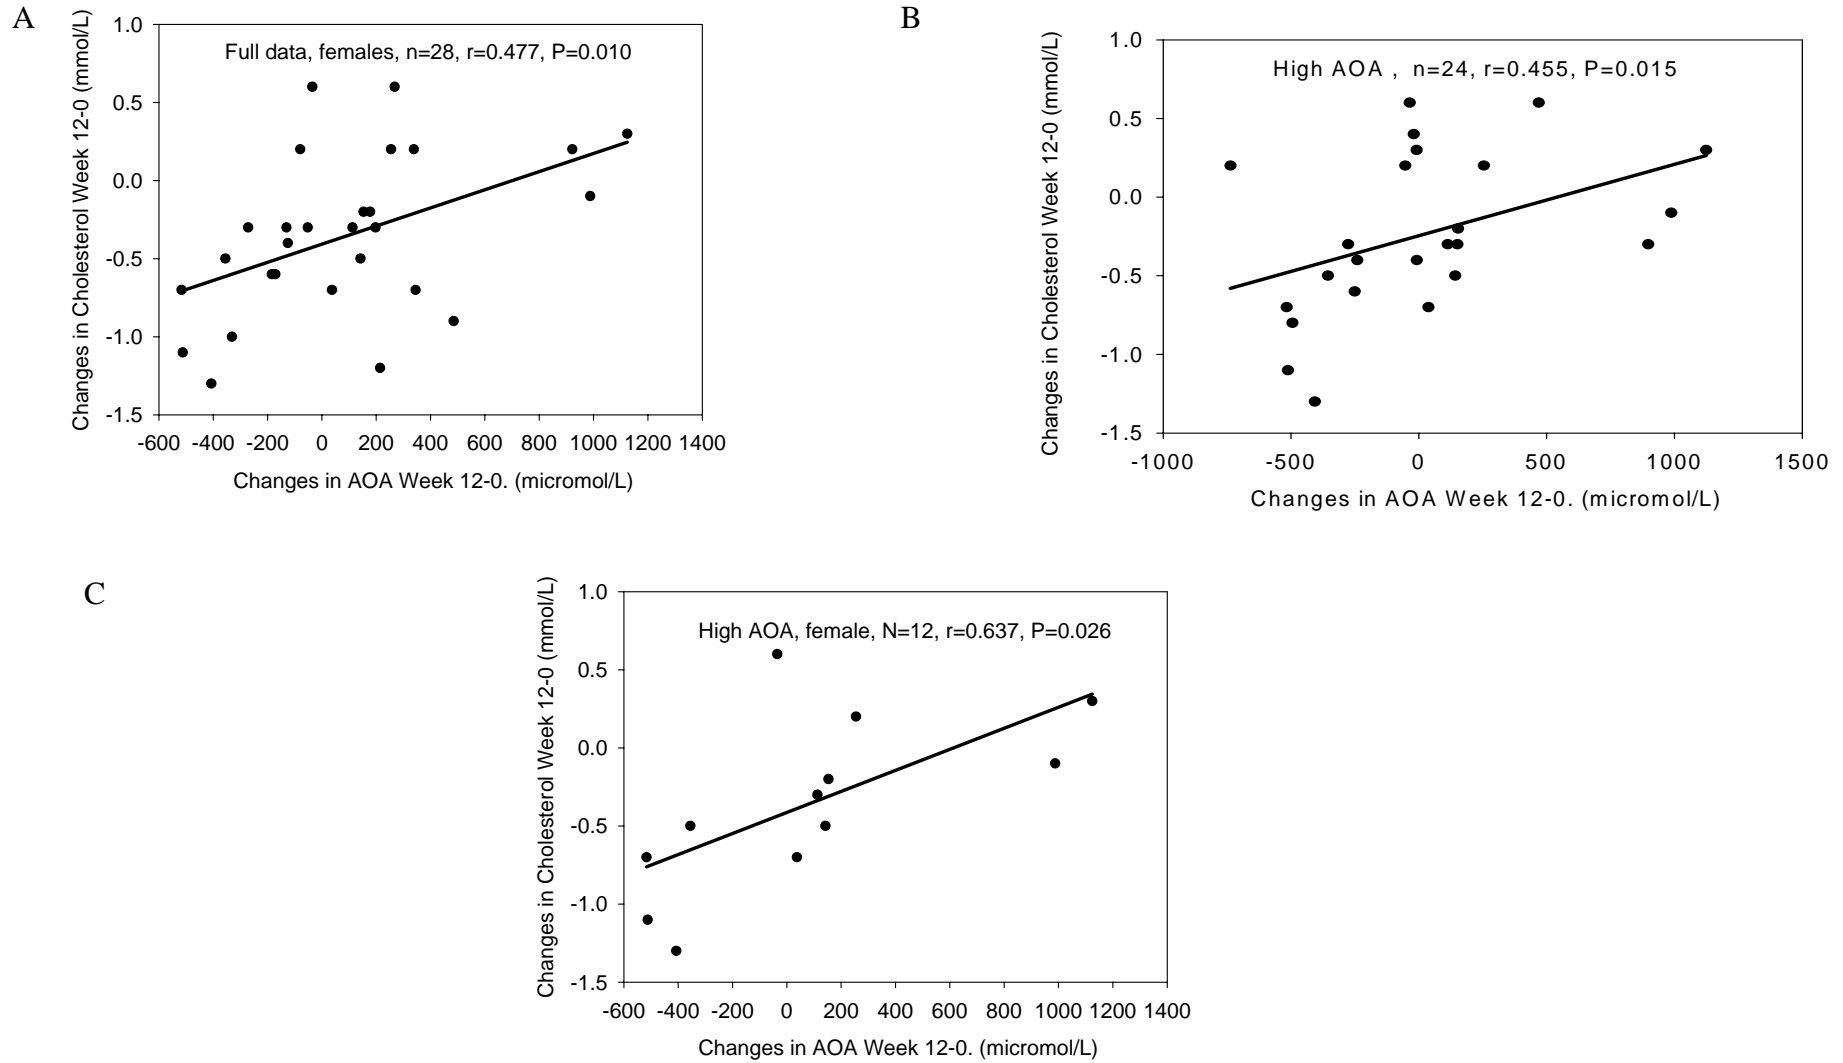 A
Changes in Cholesterol Week 12-0 (mmol/L)
1.0
0.5
0.0
-0.5
-1.0
-1.5
Full data, females, n=28, r=0.477, P=0.010
-600 -400 -200 0 200 400 600 800 1000 1200 1400
Changes in AOA Week 12-0. (micromol/L)
B
Changes in Cholesterol Week 12-0 (mmol/L)
1.0
0.5
0.0
-0.5
-1.0
-1.5
High AOA , n=24, r=0.455, P=0.015
-1000 -500 0 500 1000 1500
Changes in AOA Week 12-0. (micromol/L)
C
Changes in Cholesterol Week 12-0 (mmol/L)
1.0
0.5
0.0
-0.5
-1.0
-1.5
High AOA, female, N=12, r=0.637, P=0.026
-600 -400 -200 0 200 400 600 800 1000 1200 1400
Changes in AOA Week 12-0. (micromol/L)